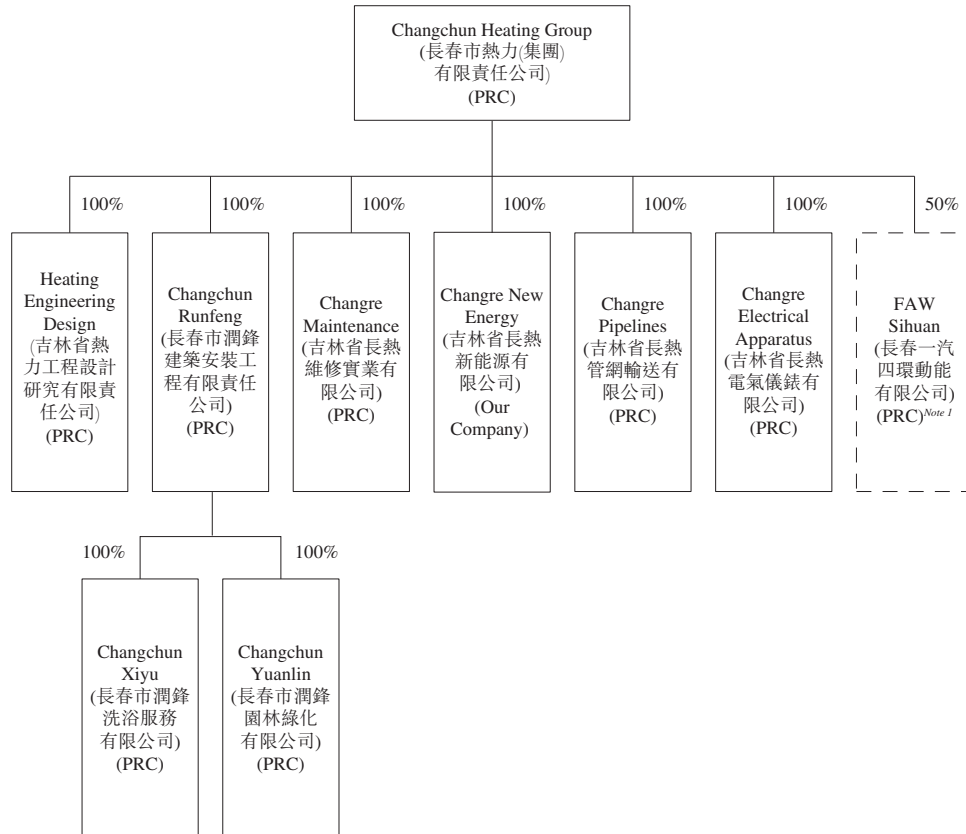 Changchun Heating Group
(長春市熱力(集團)
有限責任公司)
(PRC)
100%
100%
100%
100%
100%
100%
50%
Heating
Engineering
Design
(吉林省熱
力工程設計
研究有限責
任公司)
(PRC)
Changchun
Runfeng
(長春市潤鋒
建築安裝工
程有限責任
公司)
(PRC)
Changre
Maintenance
(吉林省長熱
維修實業有
限公司)
(PRC)
Changre New
Energy
(吉林省長熱
新能源有限
公司)
(Our
Company)
Changre
Pipelines
(吉林省長熱
管網輸送有
限公司)
(PRC)
Changre
Electrical
Apparatus
(吉林省長熱
電氣儀錶有
限公司)
(PRC)
FAW
Sihuan
(長春一汽
四環動能
有限公司)
(PRC)Note 1
100%
100%
Changchun
Xiyu
(長春市潤鋒
洗浴服務
有限公司)
(PRC)
Changchun
Yuanlin
(長春市潤鋒
園林綠化
有限公司)
(PRC)